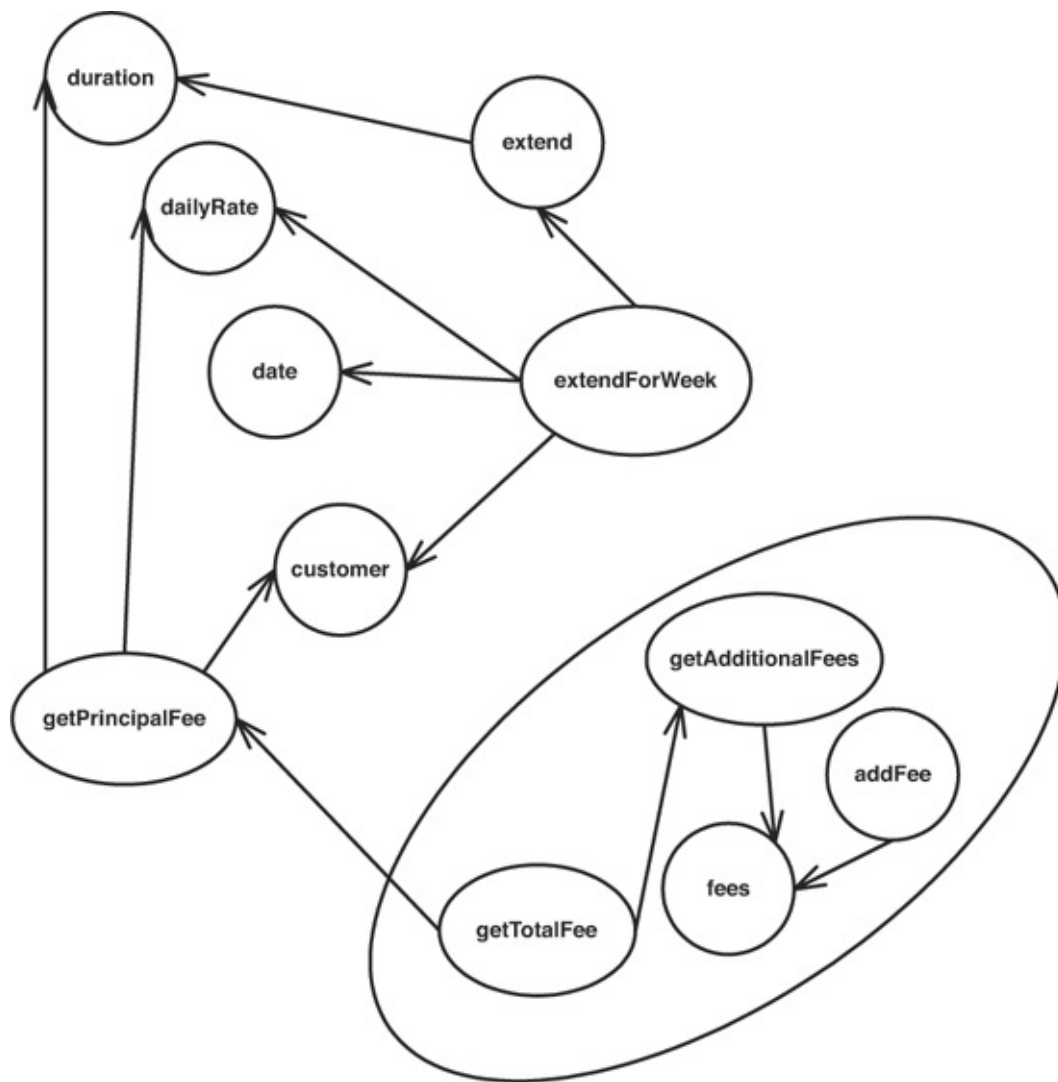 duration
extend
dailyRate
date
extendForWeek
customer
getAdditionalFees
getPrincipalFee
addFee
fees
getTotalFee